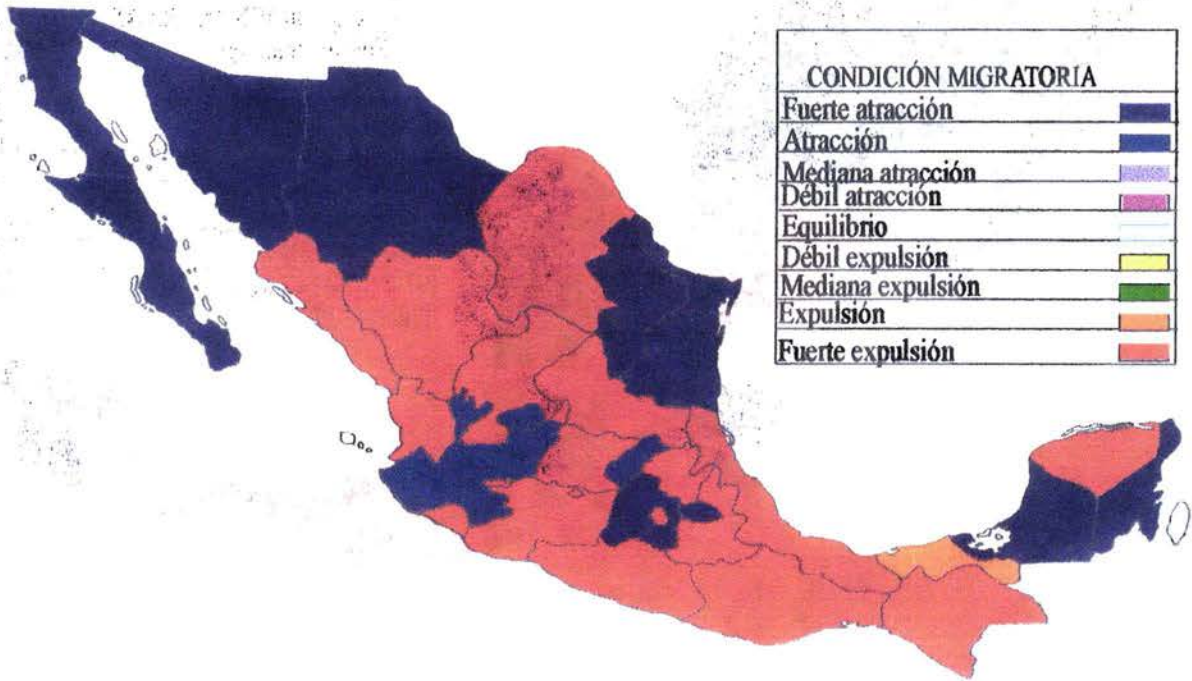 CONDICIÓN MIGRATORIA
Fuerte atracción
Atracción
Mediana atracción
Débil atracción
Equilibrio
Débil expulsión
Mediana expulsión
Expulsión
Fuerte expulsión